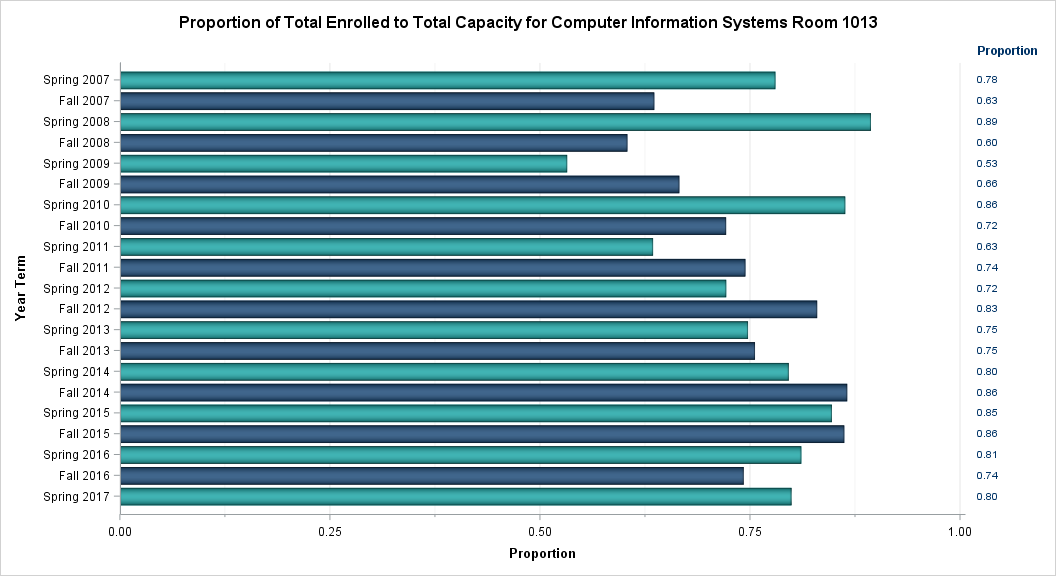 Proportion of Total Enrolled to Total Capacity for Computer Information Systems Room 1013
Proportion
Spring 2007 0.78
Fall 2007 0.63
Spring 2008 0.89
Fall 2008 0.60
Spring 2009 0.53
Fall 2009 0.66
Spring 2010 0.86
Fall 2010 0.72
Spring 2011 0.63
Fall 2011 0.74
Spring 2012 0.72
Fall 2012 0.83
Spring 2013 0.75
Fall 2013 0.75
Spring 2014 0.80
Fall 2014 0.86
Spring 2015 0.85
Fall 2015 0.86
Spring 2016 0.81
Fall 2016 0.74
Spring 2017 0.80
Year Term
0.00 0.25 0.50 0.75 1.00
Proportion